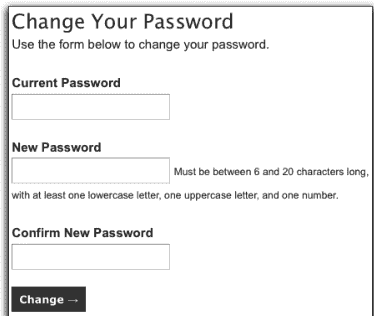 Change Your Password
Use the form below to change your password.
Current Password
New Password
Must be between 6 and 20 characters long,
with at least one lowercase letter, one uppercase letter, and one number.
Confirm New Password
Change →